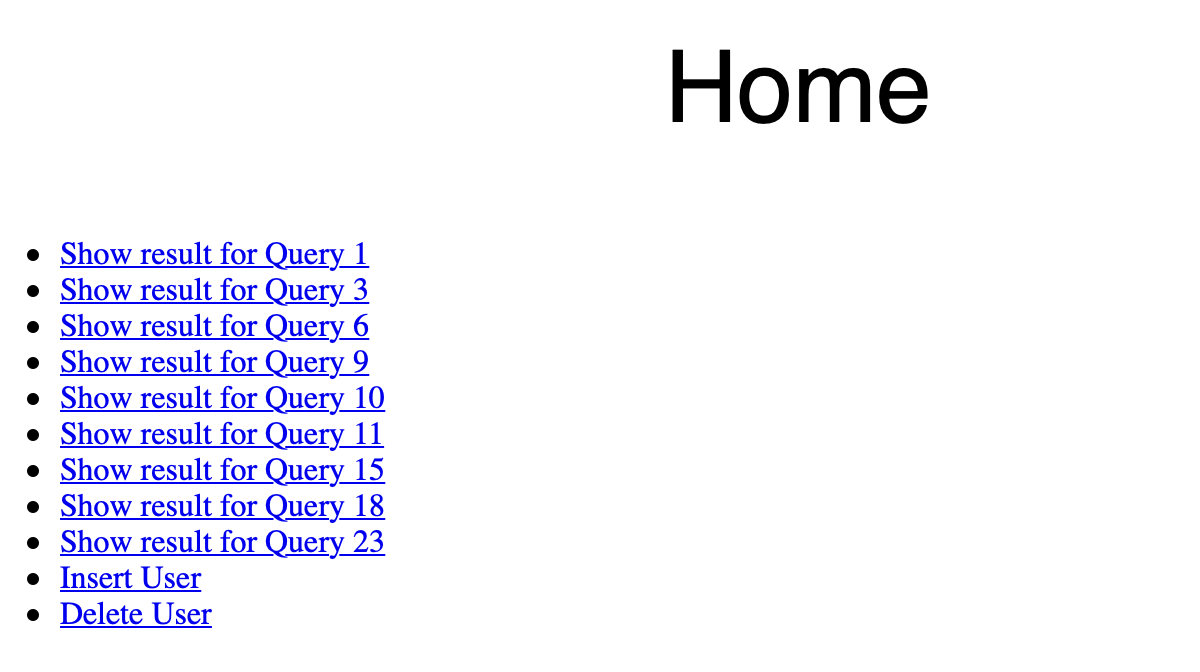 Home
Show result for Query 1
Show result for Query 3
Show result for Query 6
Show result for Query 9
Show result for Query 10
Show result for Query 11
Show result for Query 15
Show result for Query 18
Show result for Query 23
Insert User
Delete User